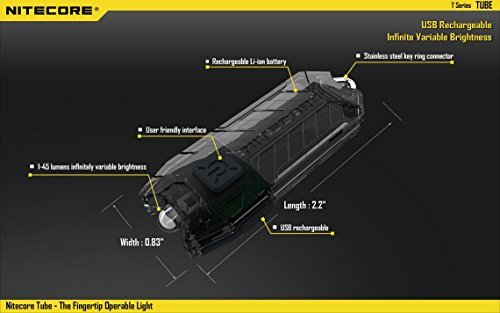 NITECORE®
T Series TUBE
USB Rechargeable
Infinite Variable Brightness
Rechargeable Li-ion battery
Stainless steel key ring connector
NITECORE
User friendly interface
1-45 lumens infinitely variable brightness
Length : 2.2"
Width : 0.83"
USB rechargeable
Nitecore Tube - The Fingertip Operable Light